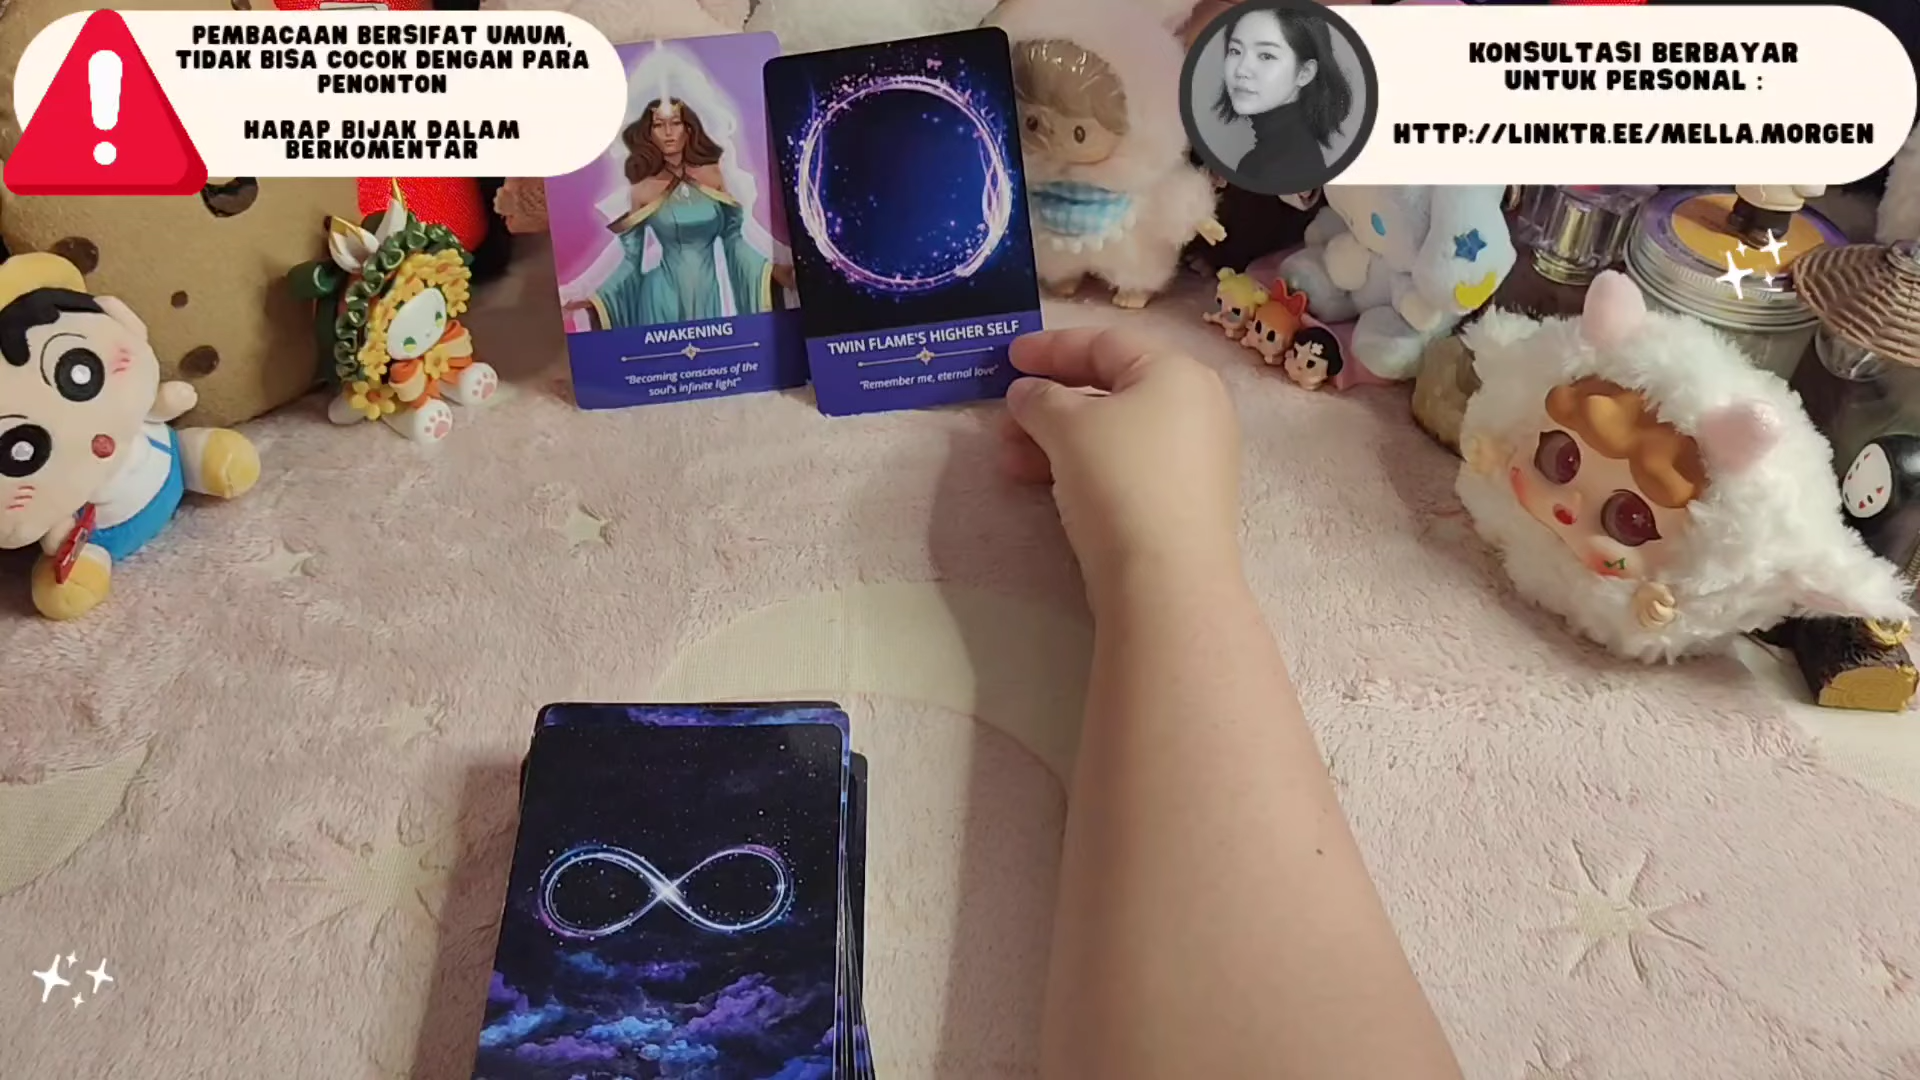 PEMBACAAN BERSIFAT UMUM,
TIDAK BISA COCOK DENGAN PARA
PENONTON
HARAP BIJAK DALAM
BERKOMENTAR
KONSULTASI BERBAYAR
UNTUK PERSONAL :
HTTP://LINKTR.EE/MELLA.MORGEN
AWAKENING
"Becoming conscious of the
soul's infinite light"
TWIN FLAME'S HIGHER SELF
"Remember me, eternal love"